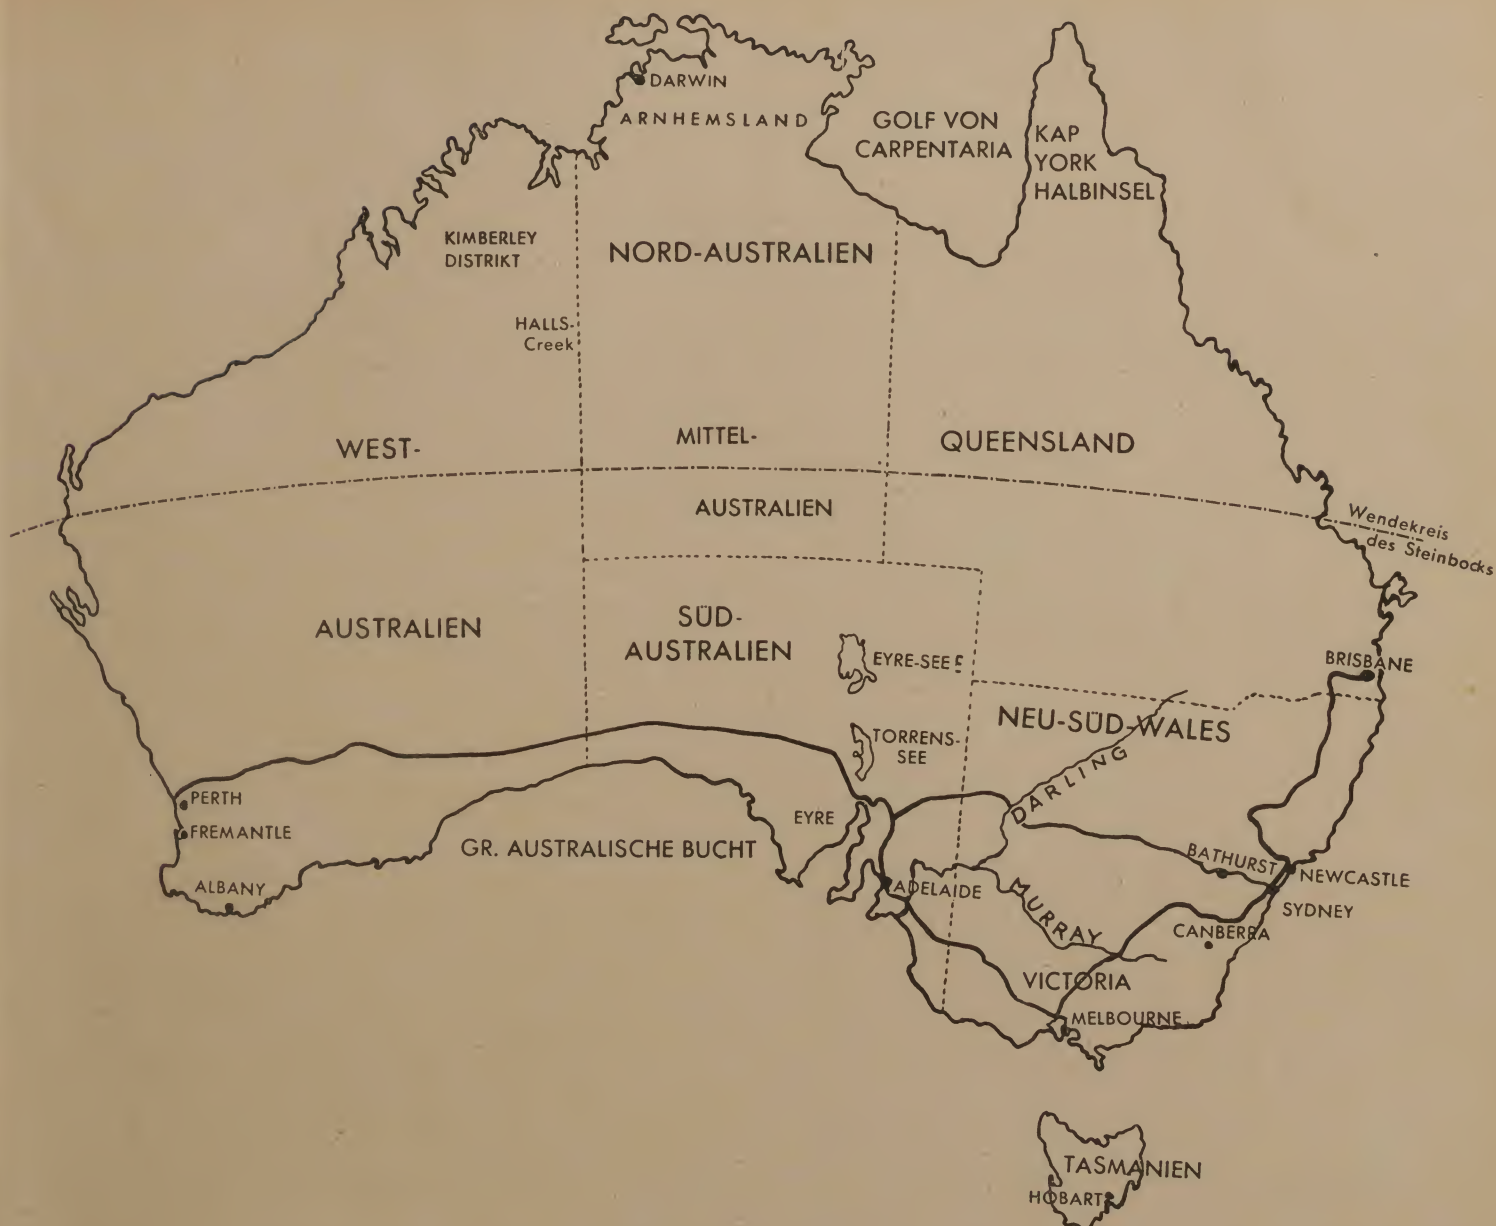 DARWIN
ARNHEMSLAND
GOLF VON
CARPENTARIA
KAP
YORK
HALBINSEL
KIMBERLEY
DISTRIKT
NORD-AUSTRALIEN
HALLS-
Creek
WEST-
MITTEL-
QUEENSLAND
AUSTRALIEN
Wendekreis
des Steinbocks
AUSTRALIEN
SÜD-
AUSTRALIEN
EYRE-SEE
BRISBANE
NEU-SÜD-WALES
TORRENS-
SEE
DARLING
PERTH
FREMANTLE
EYRE
GR. AUSTRALISCHE BUCHT
BATHURST
NEWCASTLE
ALBANY
ADELAIDE
MURRAY
SYDNEY
CANBERRA
VICTORIA
MELBOURNE
TASMANIEN
HOBART